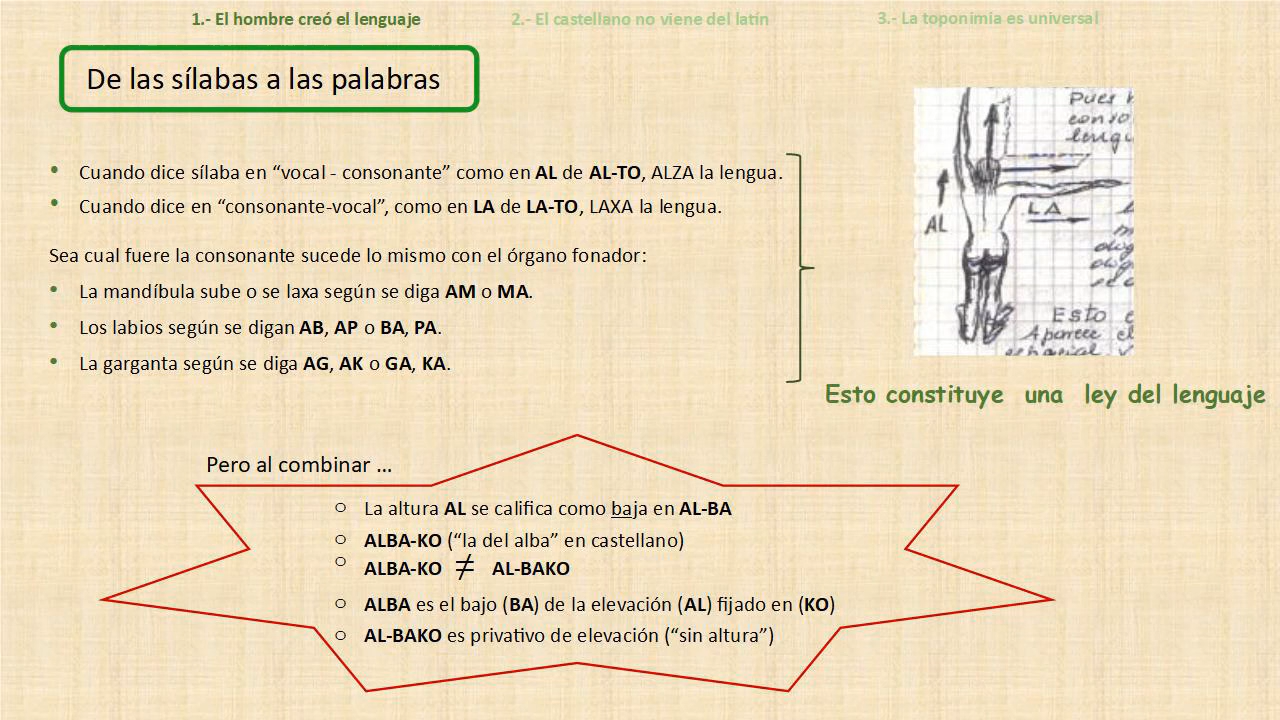 1.- El hombre creó el lenguaje
2.- El castellano no viene del latín
3.- La toponimia es universal
De las sílabas a las palabras
• Cuando dice sílaba en “vocal - consonante” como en AL de AL-TO, ALZA la lengua.
• Cuando dice en “consonante-vocal”, como en LA de LA-TO, LAXA la lengua.
Sea cual fuere la consonante sucede lo mismo con el órgano fonador:
• La mandíbula sube o se laxa según se diga AM o MA.
• Los labios según se digan AB, AP o BA, PA.
• La garganta según se diga AG, AK o GA, KA.
Pues
AL
LA
Esto
Aparece el
Esto constituye una ley del lenguaje
Pero al combinar ...
o La altura AL se califica como baja en AL-BA
o ALBA-KO (“la del alba” en castellano)
o ALBA-KO ≠ AL-BAKO
o ALBA es el bajo (BA) de la elevación (AL) fijado en (KO)
o AL-BAKO es privativo de elevación (“sin altura”)